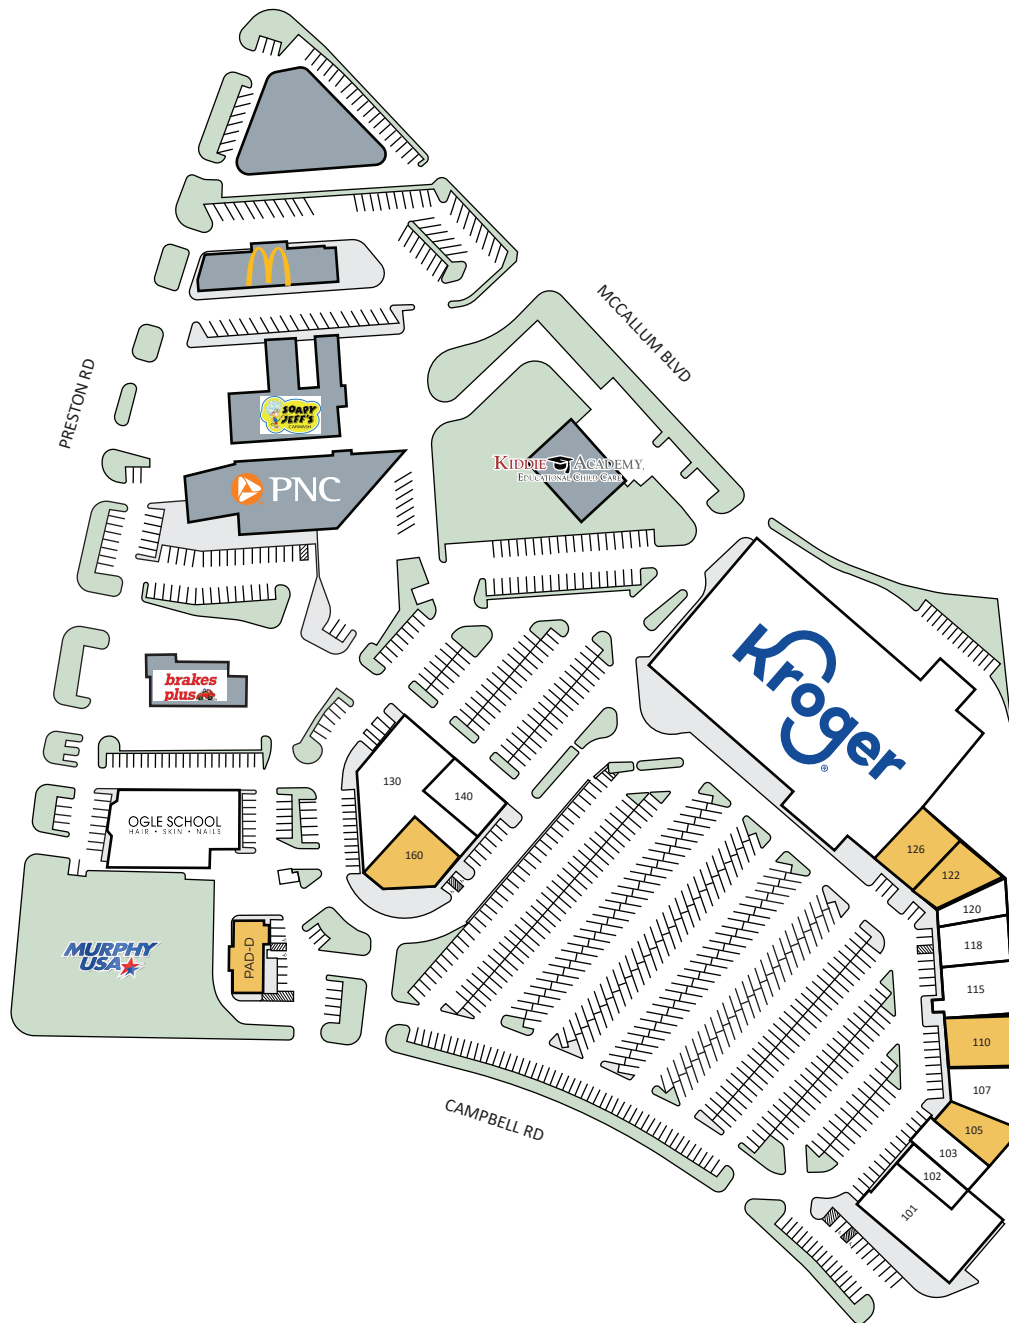 MCCALLUM BLVD
PRESTON RD
SOAPY
JEFF'S
CARWASH
PNC
KIDDIE ACADEMY
EDUCATIONAL CHILD CARE
Kroger
®
brakes
plus
OGLE SCHOOL
HAIR • SKIN • NAILS
130
140
160
126
122
120
118
115
110
107
105
103
102
101
MURPHY
USA
PAD-D
CAMPBELL RD